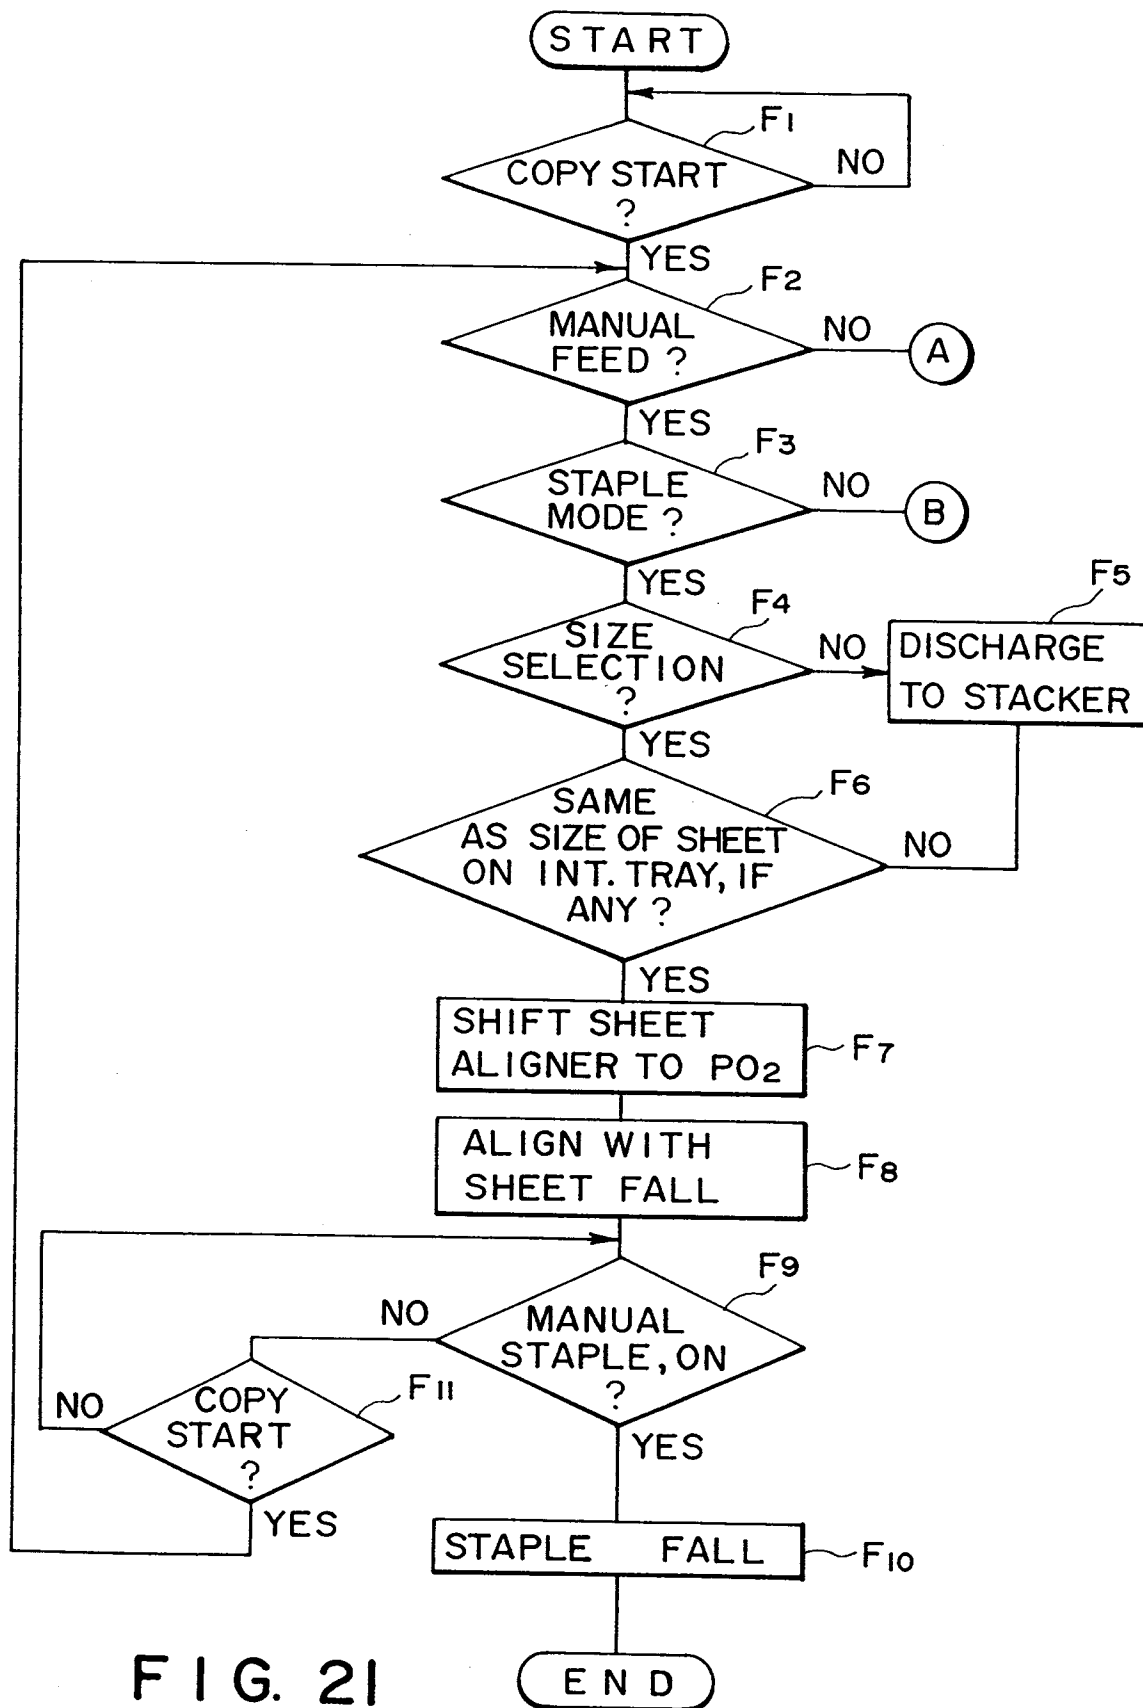 START
F1
COPY START
?
NO
YES
F2
MANUAL
FEED ?
NO
A
YES
F3
STAPLE
MODE ?
NO
B
YES
F4
SIZE
SELECTION
?
NO
F5
DISCHARGE
TO STACKER
YES
F6
SAME
AS SIZE OF SHEET
ON INT. TRAY, IF
ANY ?
NO
YES
SHIFT SHEET
ALIGNER TO PO2
F7
ALIGN WITH
SHEET FALL
F8
F9
MANUAL
STAPLE, ON
?
NO
COPY
START
?
F11
NO
YES
YES
STAPLE FALL
F10
END
FIG. 21